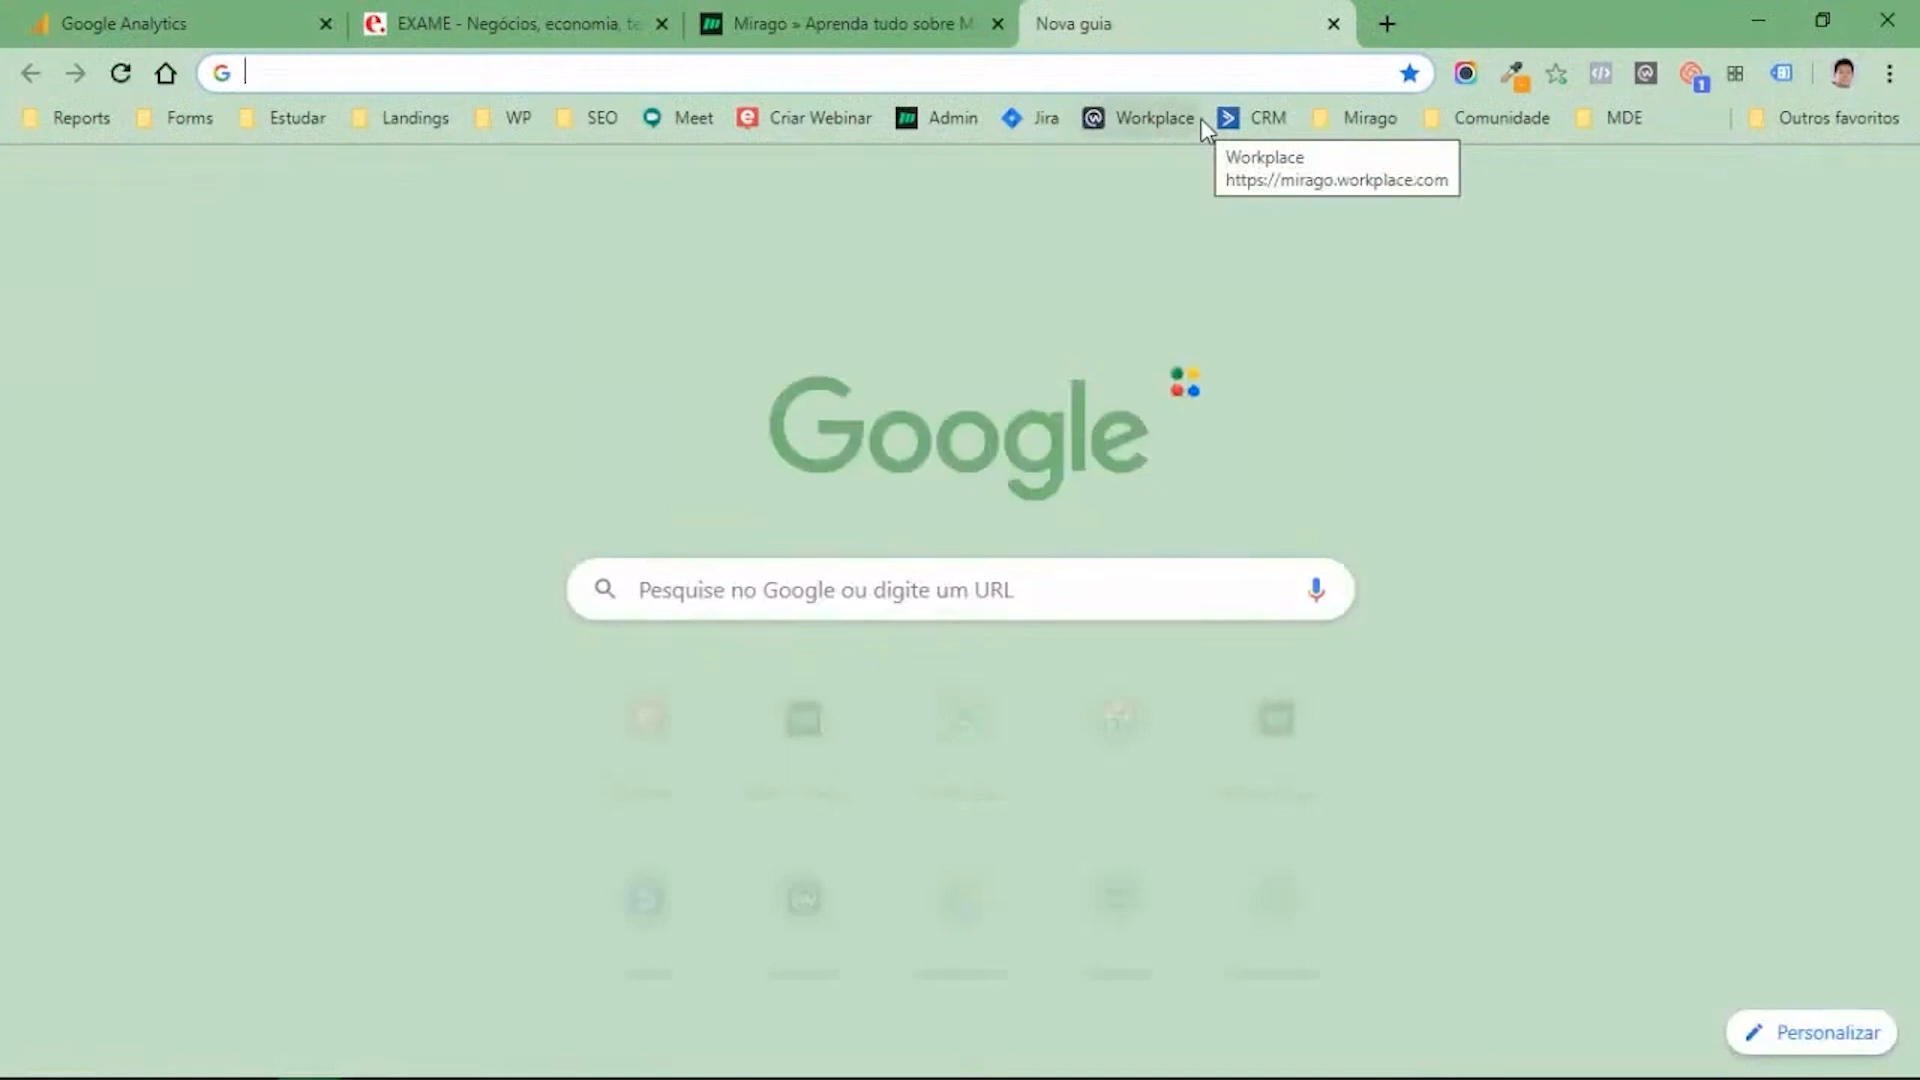 Google Analytics
EXAME - Negócios, economia, te
Mirago » Aprenda tudo sobre M
Nova guia
Reports
Forms
Estudar
Landings
WP
SEO
Meet
Criar Webinar
Admin
Jira
Workplace
CRM
Mirago
Comunidade
MDE
Outros favoritos
Workplace
https://mirago.workplace.com
Google
Pesquise no Google ou digite um URL
Personalizar